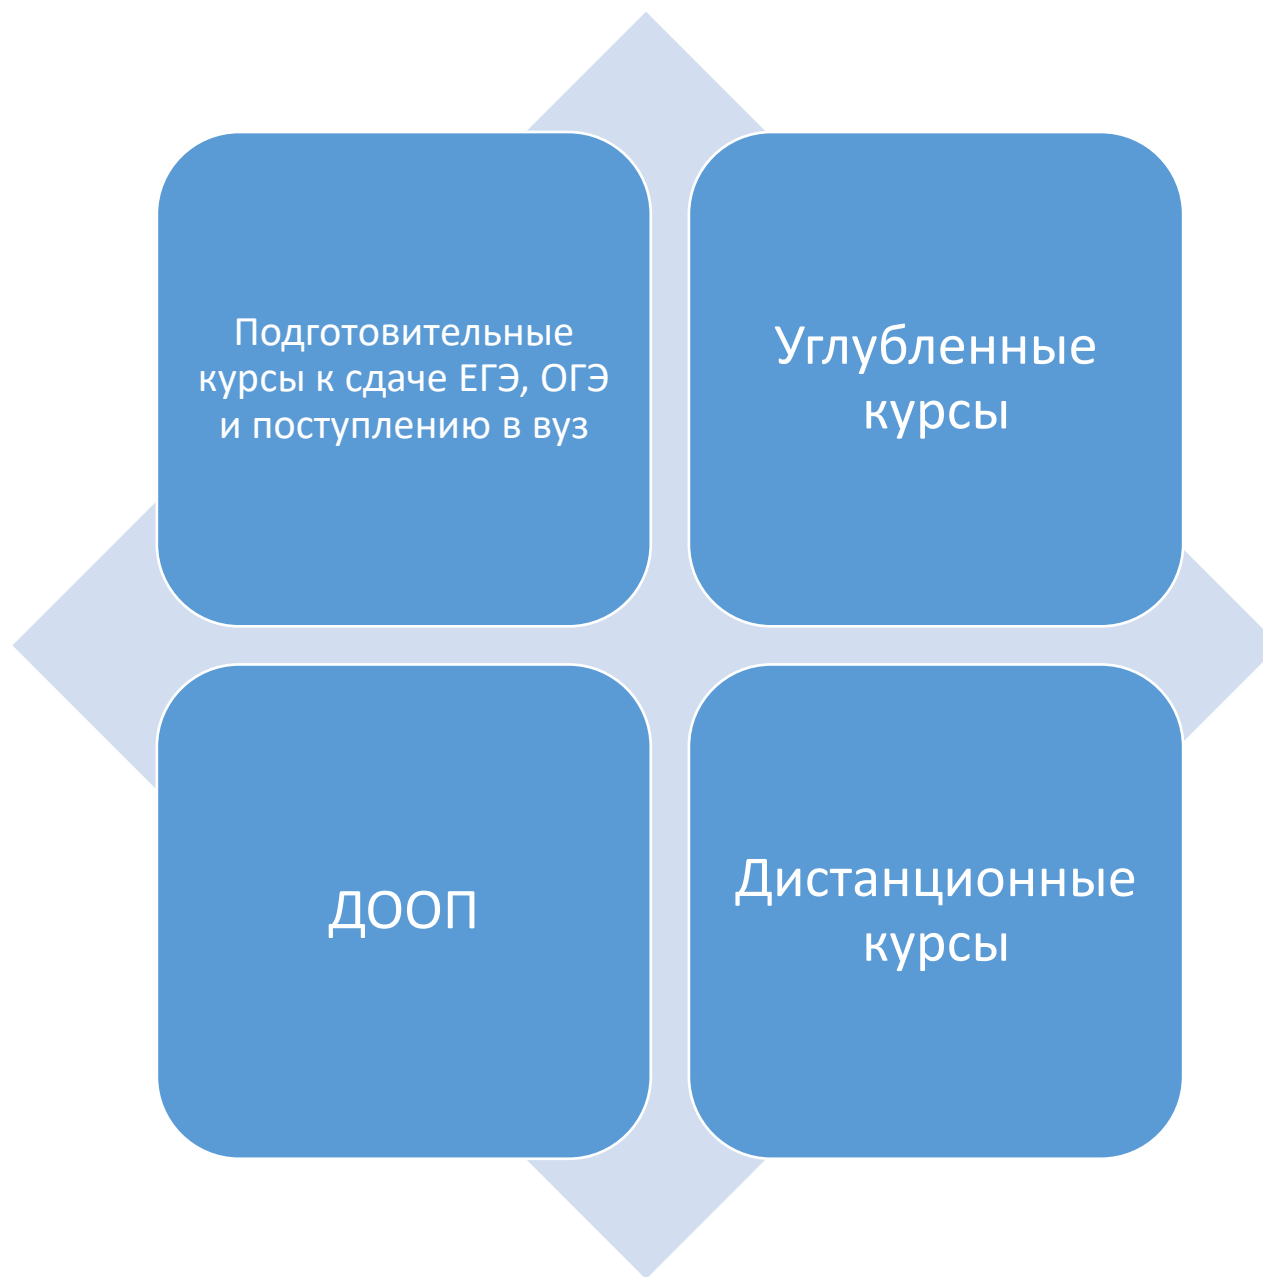 Подготовительные
курсы к сдаче ЕГЭ, ОГЭ
и поступлению в вуз
Углубленные
курсы
ДООП
Дистанционные
курсы